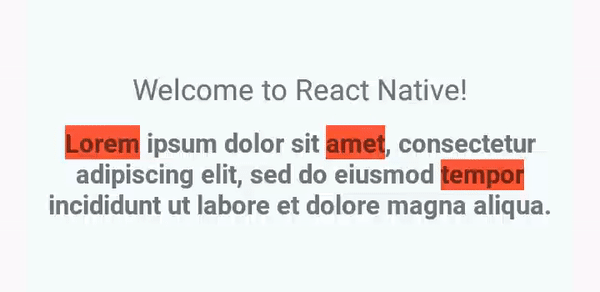 Welcome to React Native!
Lorem ipsum dolor sit amet, consectetur
adipiscing elit, sed do eiusmod tempor
incididunt ut labore et dolore magna aliqua.